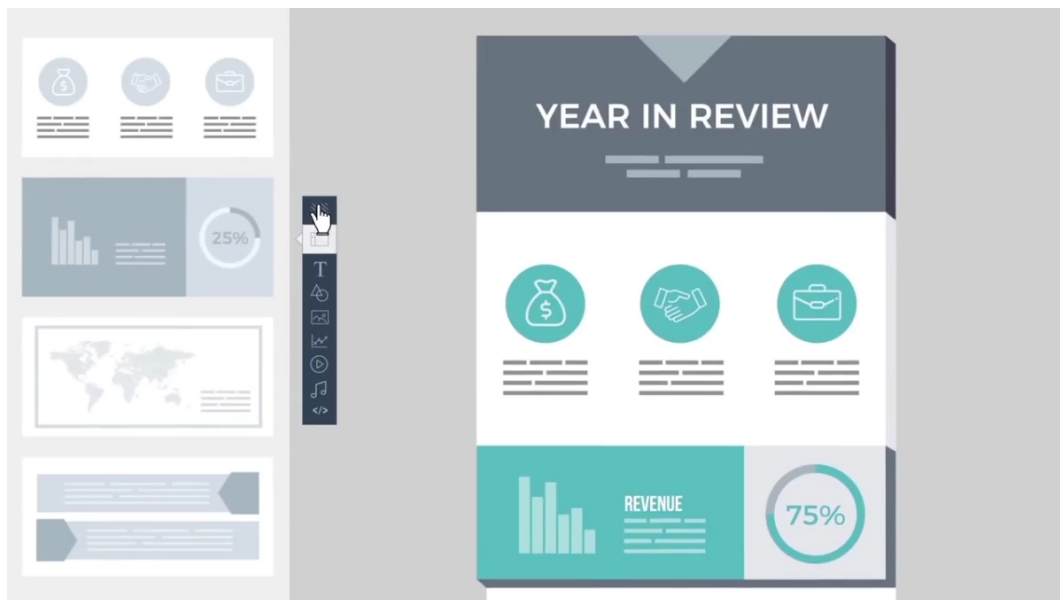 $
25%
T
</>
YEAR IN REVIEW
$
REVENUE
75%